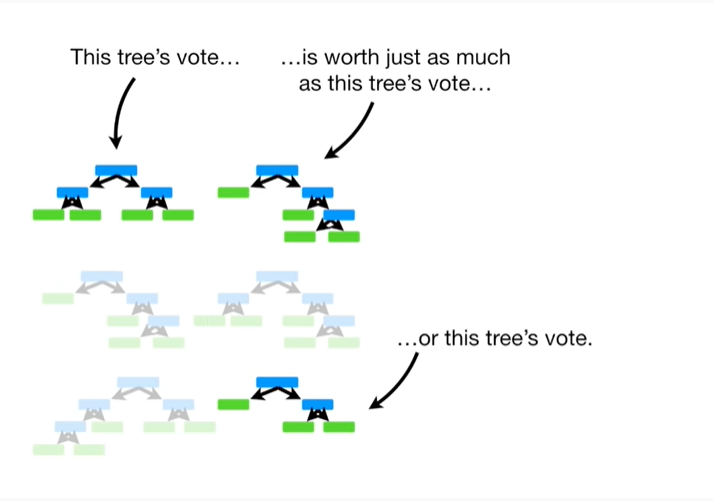 This tree’s vote…
…is worth just as much
as this tree’s vote…
…or this tree’s vote.